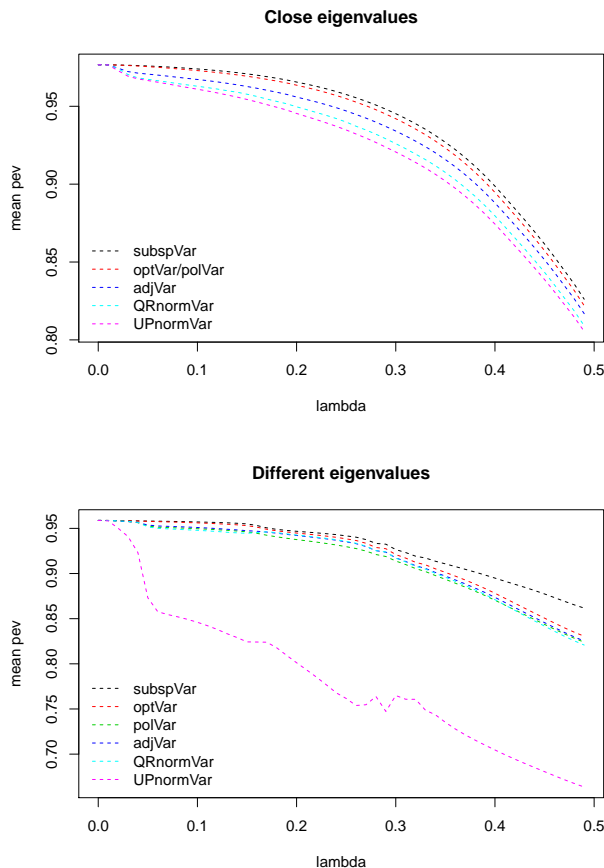 Close eigenvalues
mean pev
0.95
0.90
0.85
0.80
subspVar
optVar/polVar
adjVar
QRnormVar
UPnormVar
0.0 0.1 0.2 0.3 0.4 0.5
lambda
Different eigenvalues
mean pev
0.95
0.90
0.85
0.80
0.75
0.70
subspVar
optVar
polVar
adjVar
QRnormVar
UPnormVar
0.0 0.1 0.2 0.3 0.4 0.5
lambda